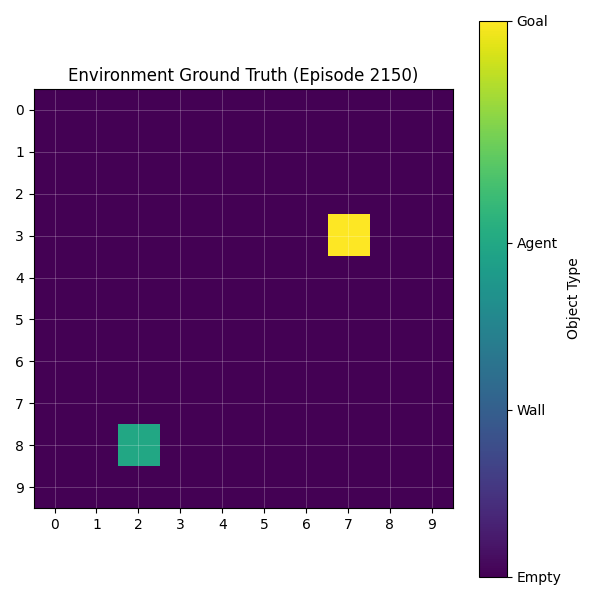 Environment Ground Truth (Episode 2150)
0
1
2
3
4
5
6
7
8
9
0 1 2 3 4 5 6 7 8 9
Goal
Agent
Wall
Empty
Object Type